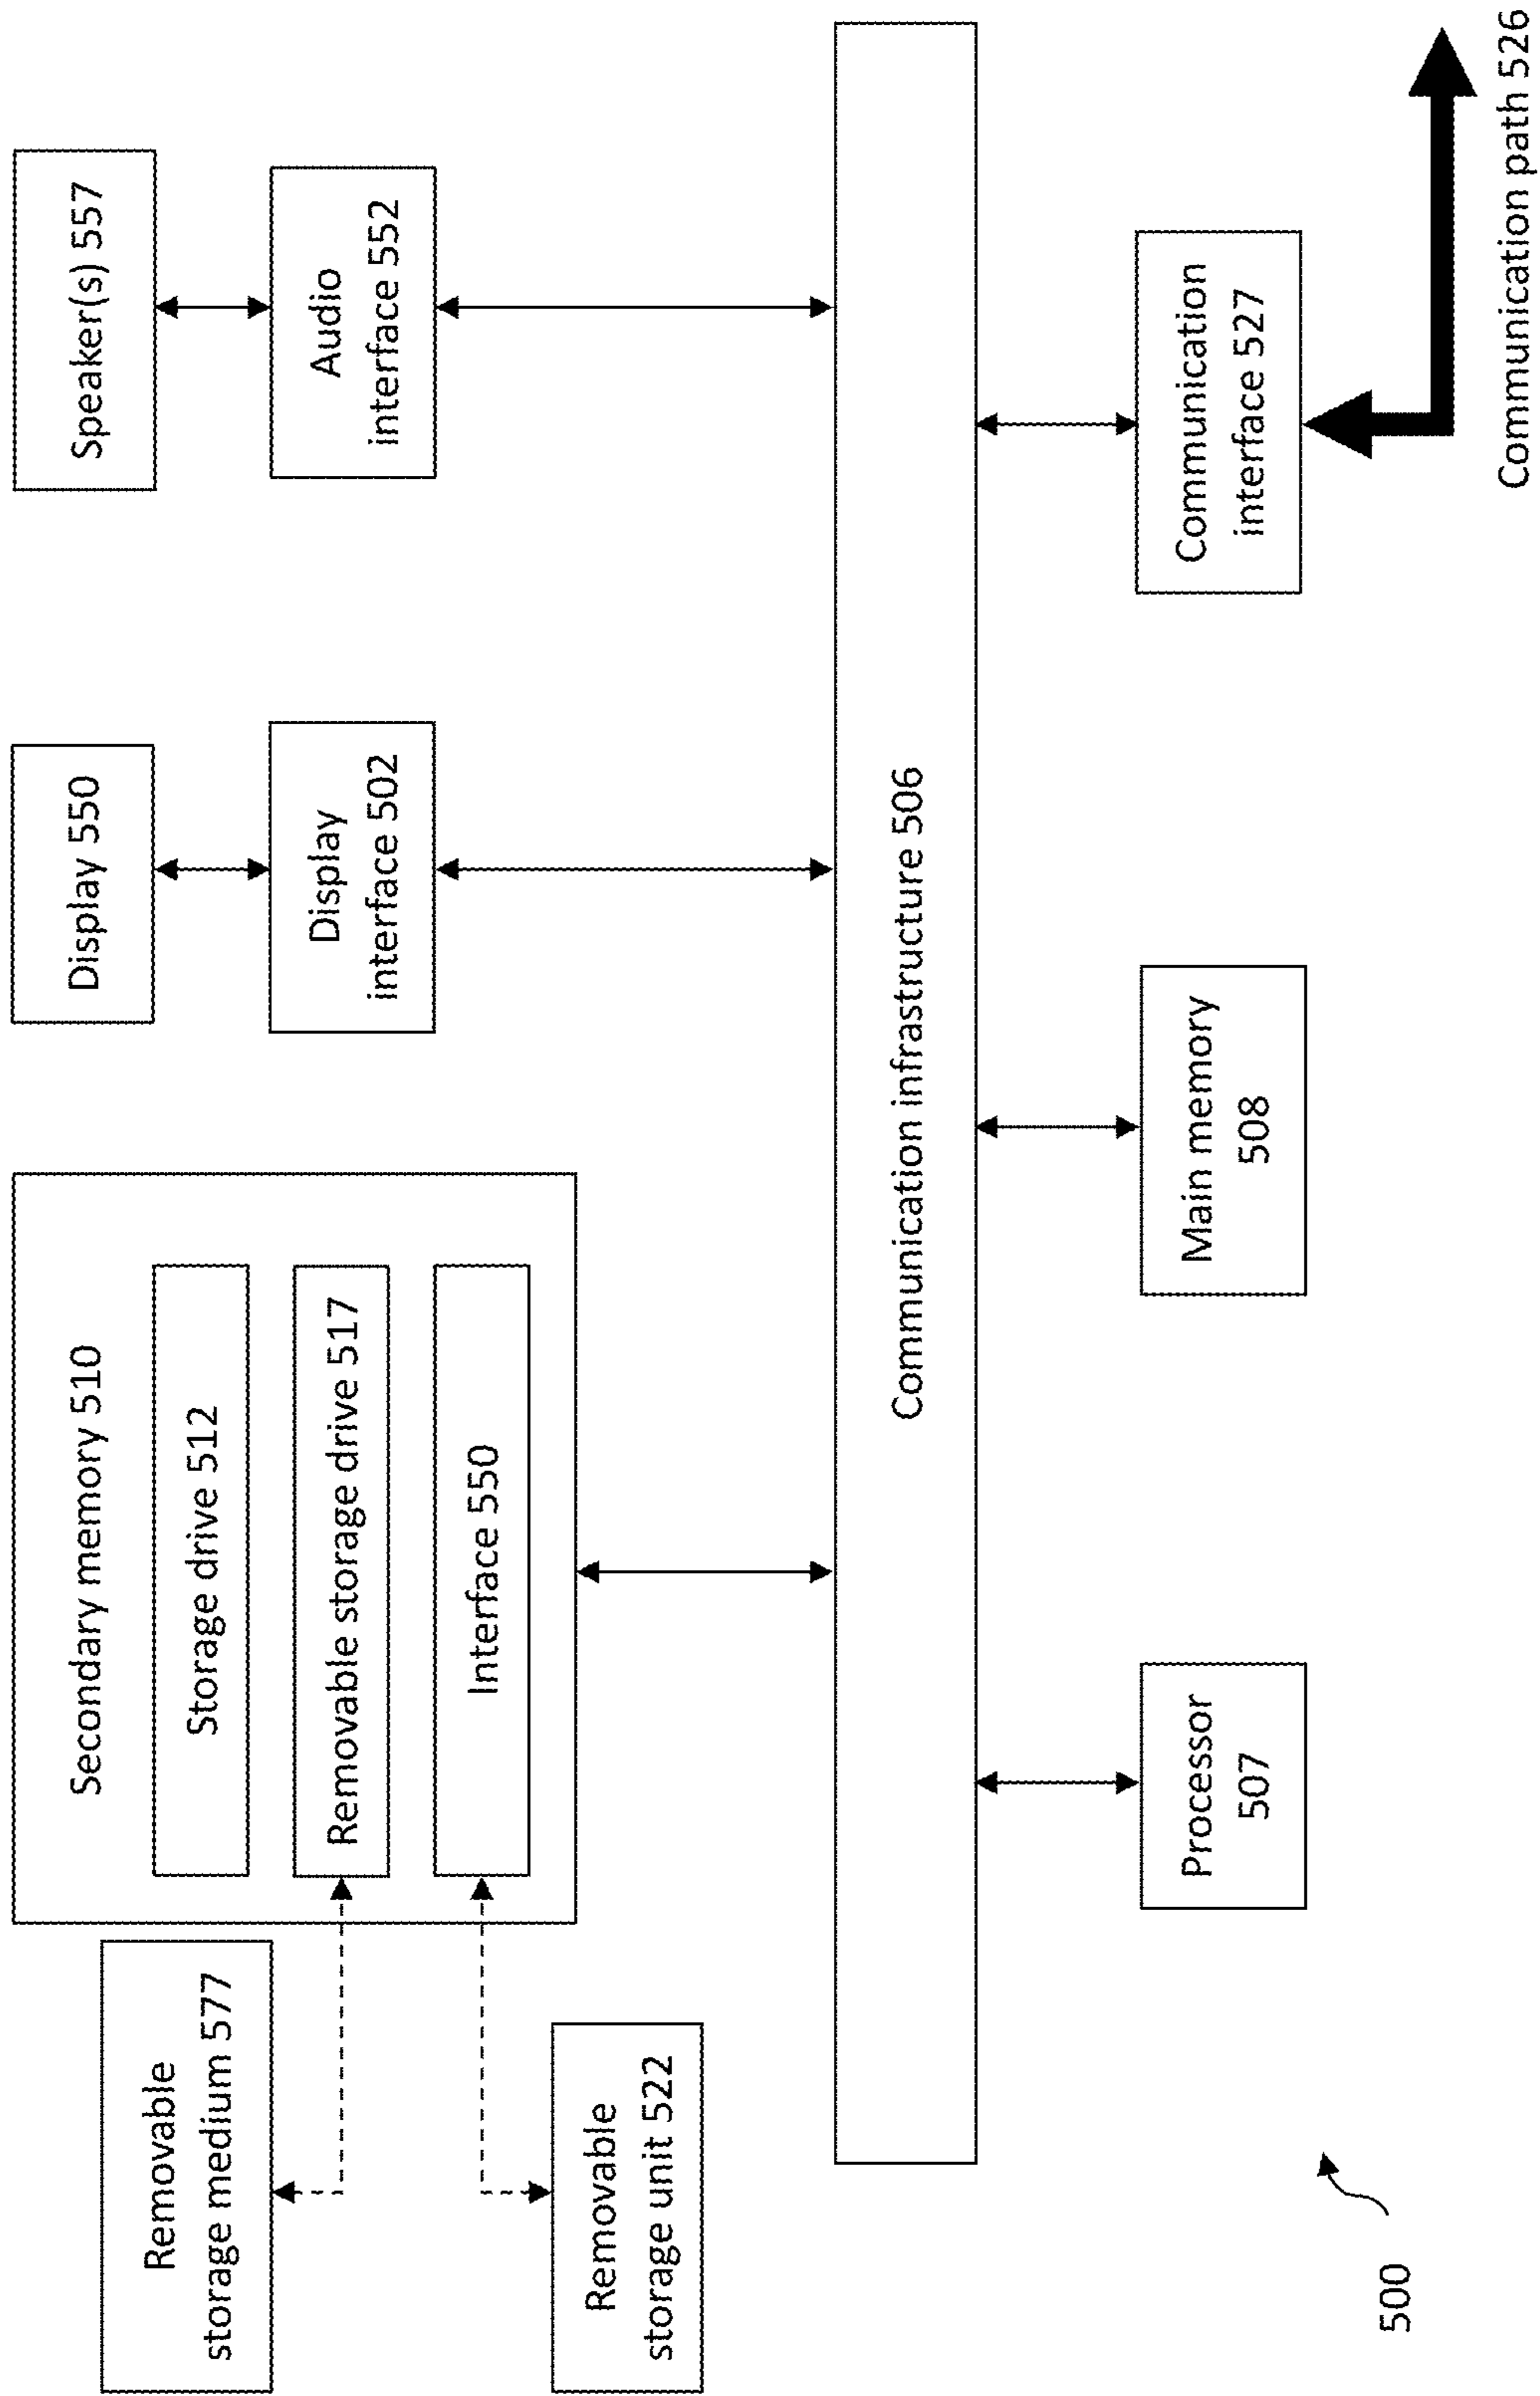 Removable
storage medium 577
Secondary memory 510
Storage drive 512
Removable storage drive 517
Interface 550
Removable
storage unit 522
Display 550
Display
interface 502
Speaker(s) 557
Audio
interface 552
Communication infrastructure 506
Processor
507
Main memory
508
Communication
interface 527
Communication path 526
500